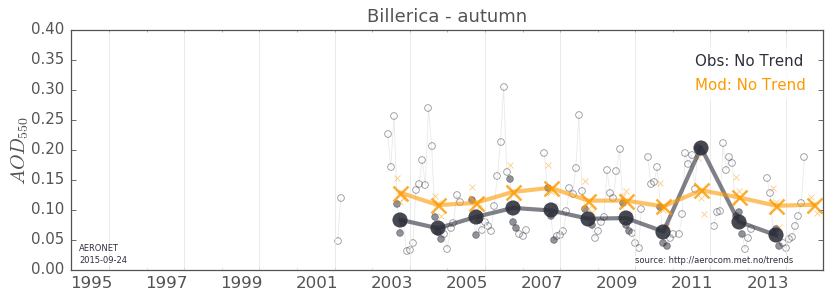 Billerica - autumn
0.40
0.35
0.30
0.25
0.20
0.15
0.10
0.05
0.00
AOD550
Obs: No Trend
Mod: No Trend
AERONET
2015-09-24
source: http://aerocom.met.no/trends
1995 1997 1999 2001 2003 2005 2007 2009 2011 2013